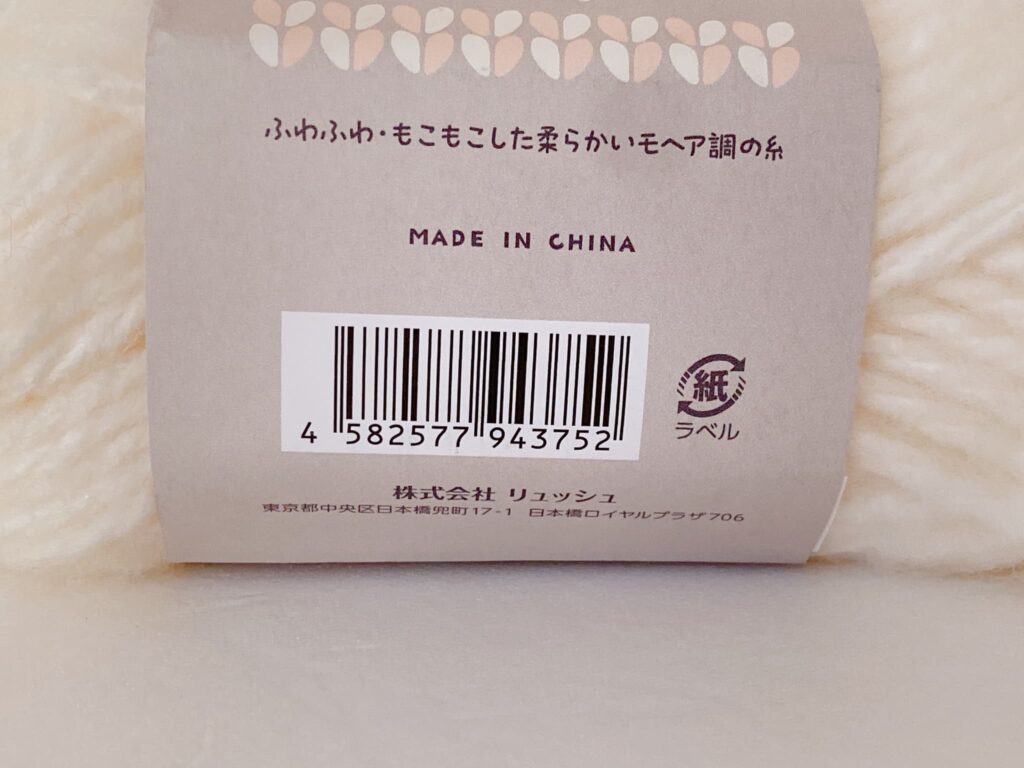 ふわふわ・もこもこした柔らかいモヘア調の糸
MADE IN CHINA
4 582577 943752
紙
ラベル
株式会社 リュッシュ
東京都中央区日本橋兜町17-1 日本橋ロイヤルプラザ706